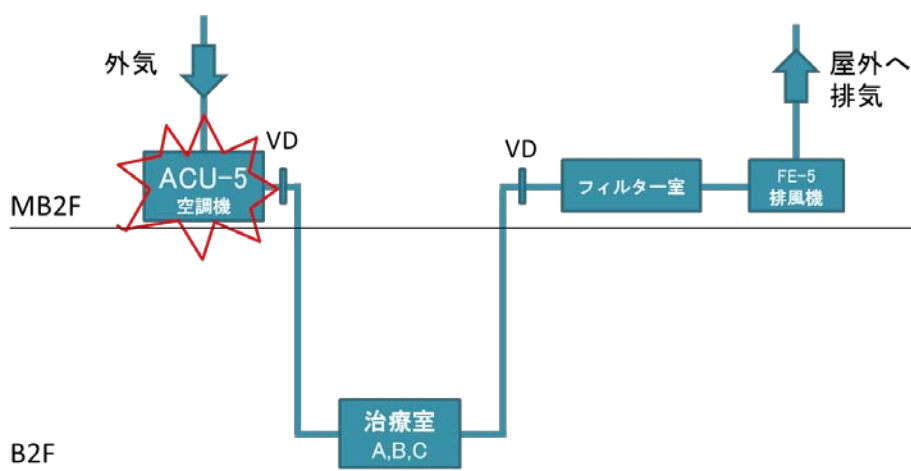 外気
屋外へ
排気
VD
VD
ACU-5
空調機
フィルター室
FE-5
排風機
MB2F
治療室
A,B,C
B2F